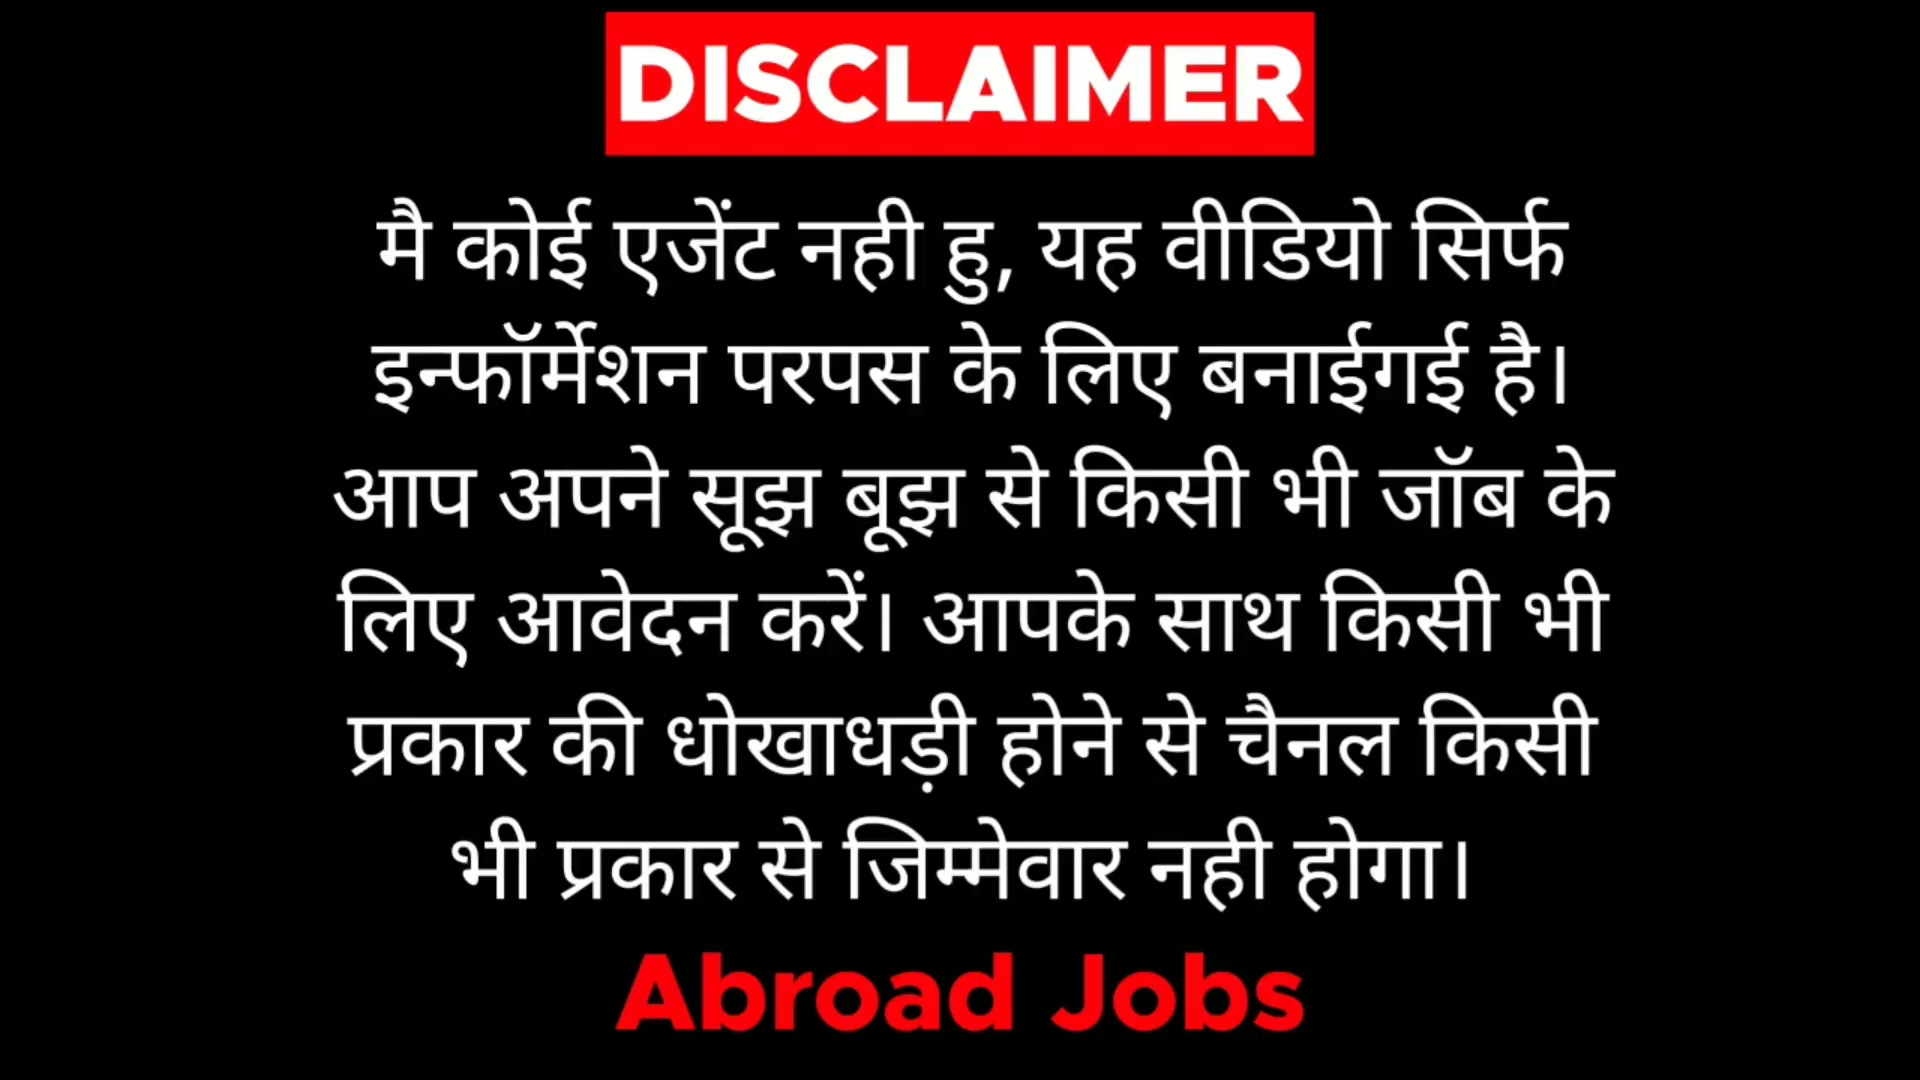 DISCLAIMER
मै कोई एजेंट नही हु, यह वीडियो सिर्फ
इन्फॉर्मेशन परपस के लिए बनाईगई है।
आप अपने सूझ बूझ से किसी भी जॉब के
लिए आवेदन करें। आपके साथ किसी भी
प्रकार की धोखाधड़ी होने से चैनल किसी
भी प्रकार से जिम्मेवार नही होगा।
Abroad Jobs